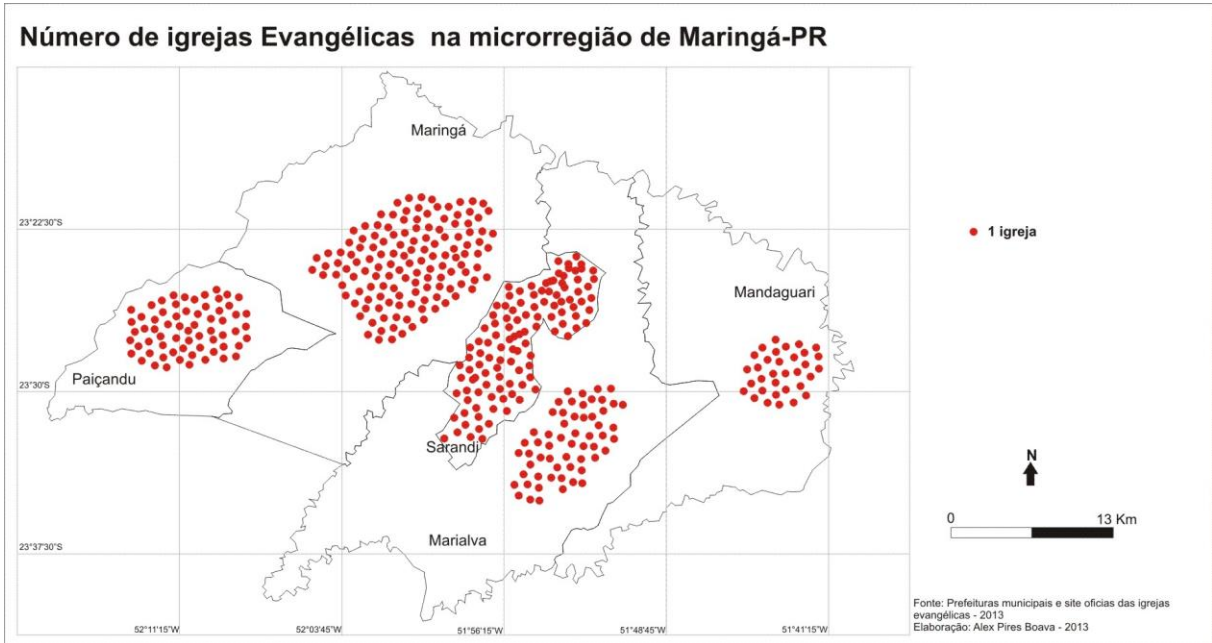 Número de igrejas Evangélicas na microrregião de Maringá-PR
Maringá
23°22'30"S
1 igreja
Mandaguari
Paiçandu
23°30'S
Sarandi
N
0 13 Km
Marialva
23°37'30"S
Fonte: Prefeituras municipais e site oficias das igrejas
evangélicas - 2013
Elaboração: Alex Pires Boava - 2013
52°11'15"W 52°03'45"W 51°56'15"W 51°48'45"W 51°41'15"W